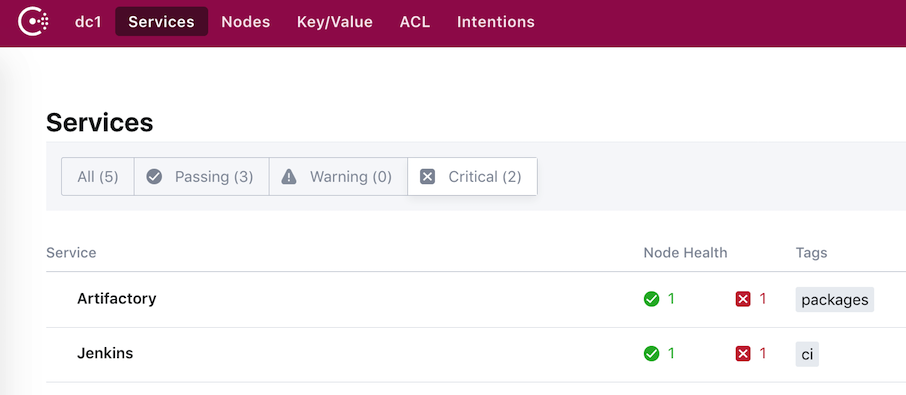 dc1 Services Nodes Key/Value ACL Intentions
Services
All (5) Passing (3) Warning (0) Critical (2)
Service Node Health Tags
Artifactory 1 1 packages
Jenkins 1 1 ci